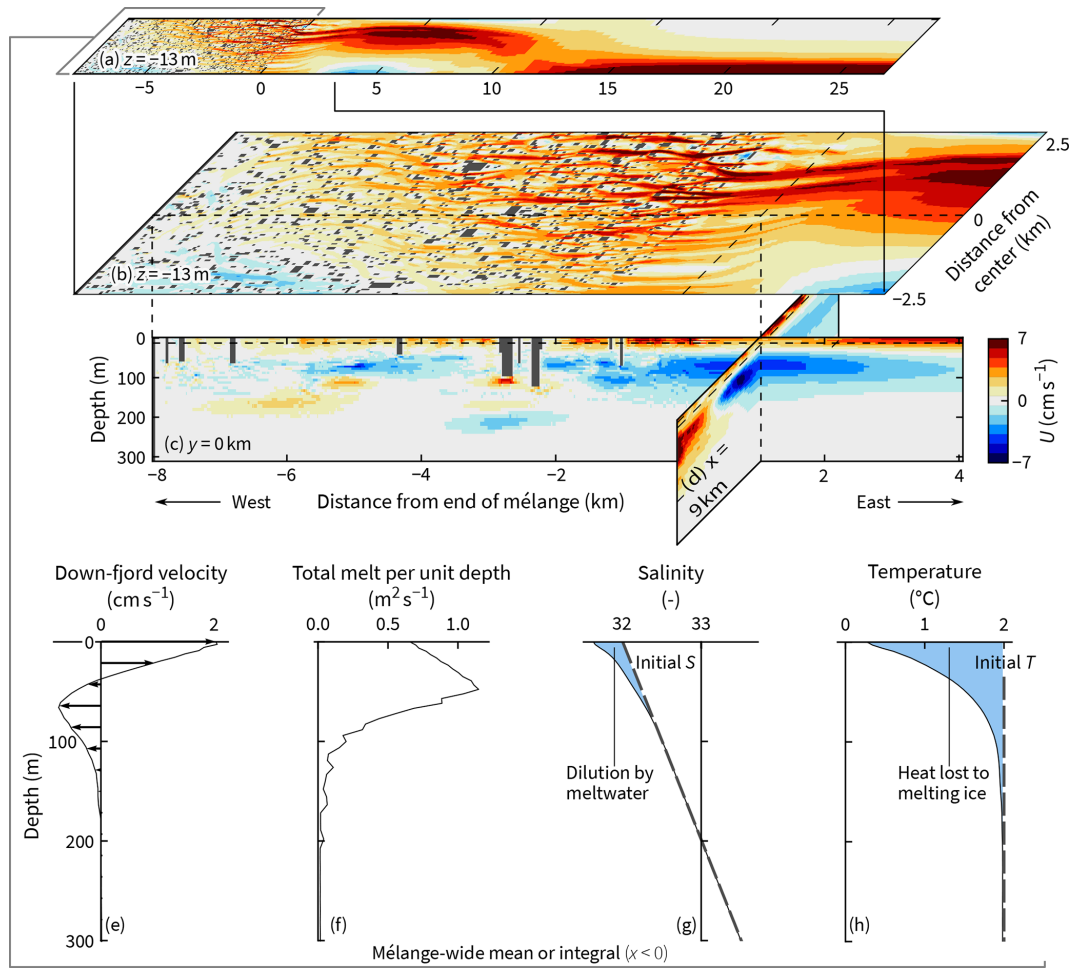 (a) z = −13 m
−5 0 5 10 15 20 25
2.5
0
−2.5
Distance from
center (km)
(b) z = −13 m
0
100
200
300
Depth (m)
(c) y = 0 km
(d) x =
9 km
−8 −6 −4 −2 2 4
West Distance from end of mélange (km) East
7
0
−7
U (cm s−1)
Down-fjord velocity
(cm s−1)
0 2
0
100
200
300
Depth (m)
(e)
Total melt per unit depth
(m2 s−1)
0.0 0.5 1.0
(f)
Salinity
(-)
32 33
Initial S
Dilution by
meltwater
(g)
Temperature
(°C)
0 1 2
Initial T
Heat lost to
melting ice
(h)
Mélange-wide mean or integral (x < 0)